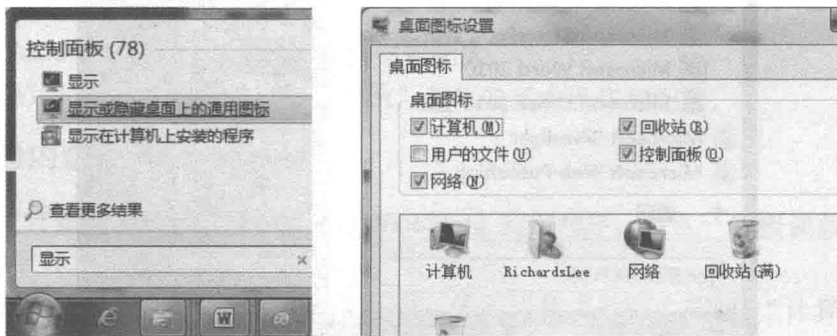 控制面板 (78)
显示
显示或隐藏桌面上的通用图标
显示在计算机上安装的程序
查看更多结果
显示
桌面图标设置
桌面图标
桌面图标
计算机(M)
回收站(R)
用户的文件(U)
控制面板(O)
网络(N)
计算机
RichardsLee
网络
回收站(满)